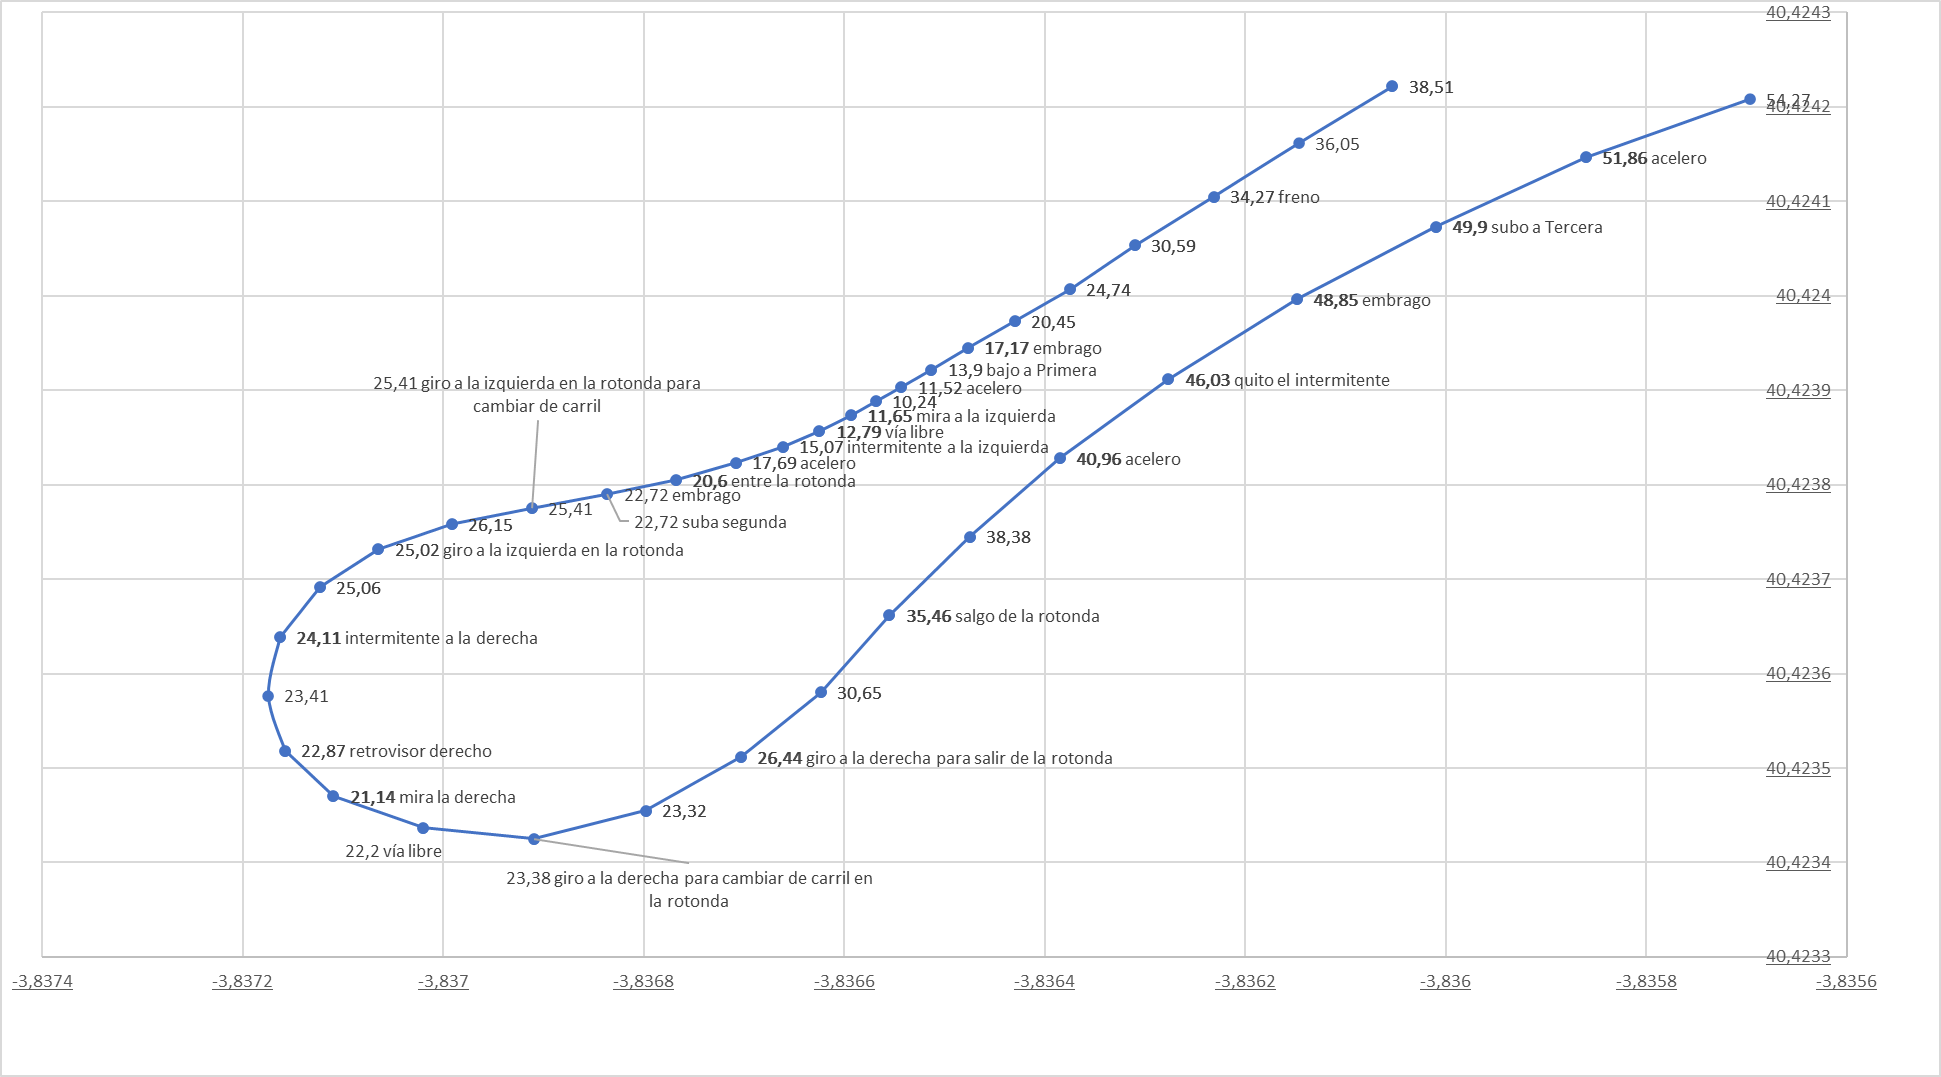 40,4243
38,51
54,27
40,4242
36,05
51,86 acelero
34,27 freno
40,4241
49,9 subo a Tercera
30,59
24,74
40,424
48,85 embrago
20,45
17,17 embrago
13,9 bajo a Primera
25,41 giro a la izquierda en la rotonda para
cambiar de carril
46,03 quito el intermitente
11,52 acelero
40,4239
10,24
11,65 mira a la izquierda
12,79 vía libre
15,07 intermitente a la izquierda
40,96 acelero
17,69 acelero
20,6 entre la rotonda
40,4238
22,72 embrago
25,41
22,72 suba segunda
26,15
38,38
25,02 giro a la izquierda en la rotonda
40,4237
25,06
35,46 salgo de la rotonda
24,11 intermitente a la derecha
40,4236
23,41
30,65
22,87 retrovisor derecho
26,44 giro a la derecha para salir de la rotonda
40,4235
21,14 mira la derecha
23,32
22,2 vía libre
40,4234
23,38 giro a la derecha para cambiar de carril en
la rotonda
40,4233
-3,8374
-3,8372
-3,837
-3,8368
-3,8366
-3,8364
-3,8362
-3,836
-3,8358
-3,8356